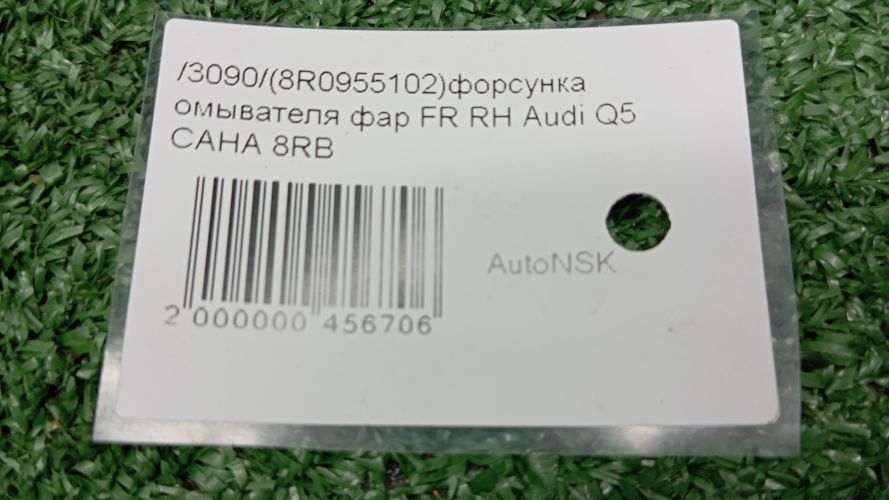 /3090/(8R0955102)форсунка
омывателя фар FR RH Audi Q5
CAHA 8RB
AutoNSK
2 000000 456706